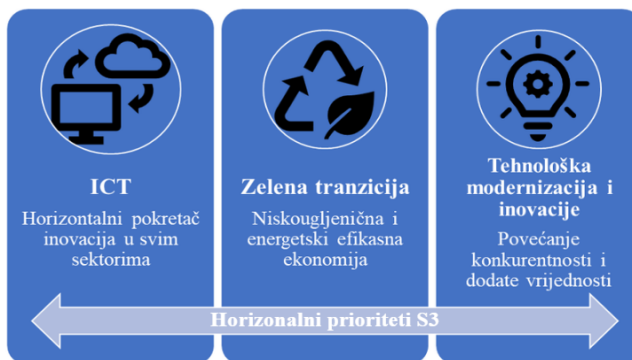 ICT
Horizontalni pokretač
inovacija u svim
sektorima
Zelena tranzicija
Niskougljenična i
energetski efikasna
ekonomija
Tehnološka
modernizacija i
inovacije
Povećanje
konkurentnosti i
dodate vrijednosti
Horizonalni prioriteti S3